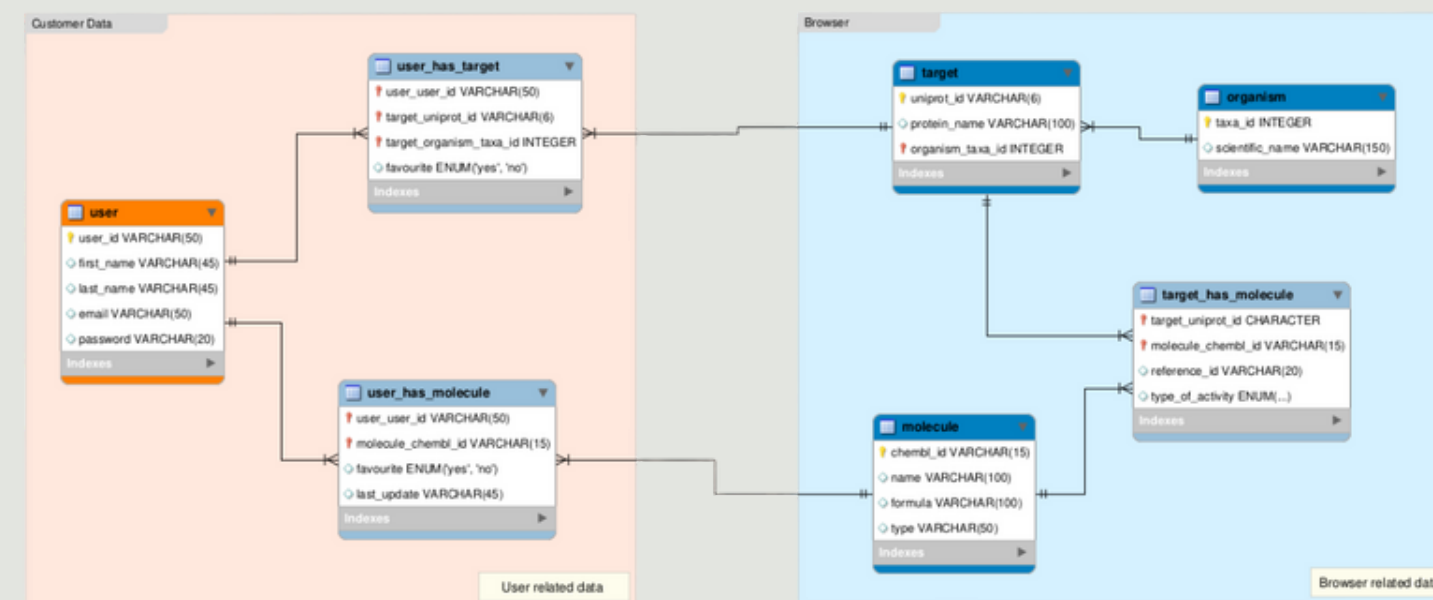 Customer Data
user_has_target
user_user_id VARCHAR(50)
target_uniprot_id VARCHAR(6)
target_organism_taxa_id INTEGER
favourite ENUM('yes', 'no')
Indexes
user
user_id VARCHAR(50)
first_name VARCHAR(45)
last_name VARCHAR(45)
email VARCHAR(50)
password VARCHAR(20)
Indexes
user_has_molecule
user_user_id VARCHAR(50)
molecule_chembl_id VARCHAR(15)
favourite ENUM('yes', 'no')
last_update VARCHAR(45)
Indexes
User related data
Browser
target
uniprot_id VARCHAR(6)
protein_name VARCHAR(100)
organism_taxa_id INTEGER
Indexes
organism
taxa_id INTEGER
scientific_name VARCHAR(150)
Indexes
target_has_molecule
target_uniprot_id CHARACTER
molecule_chembl_id VARCHAR(15)
reference_id VARCHAR(20)
type_of_activity ENUM(...)
Indexes
molecule
chembl_id VARCHAR(15)
name VARCHAR(100)
formula VARCHAR(100)
type VARCHAR(50)
Indexes
Browser related dat